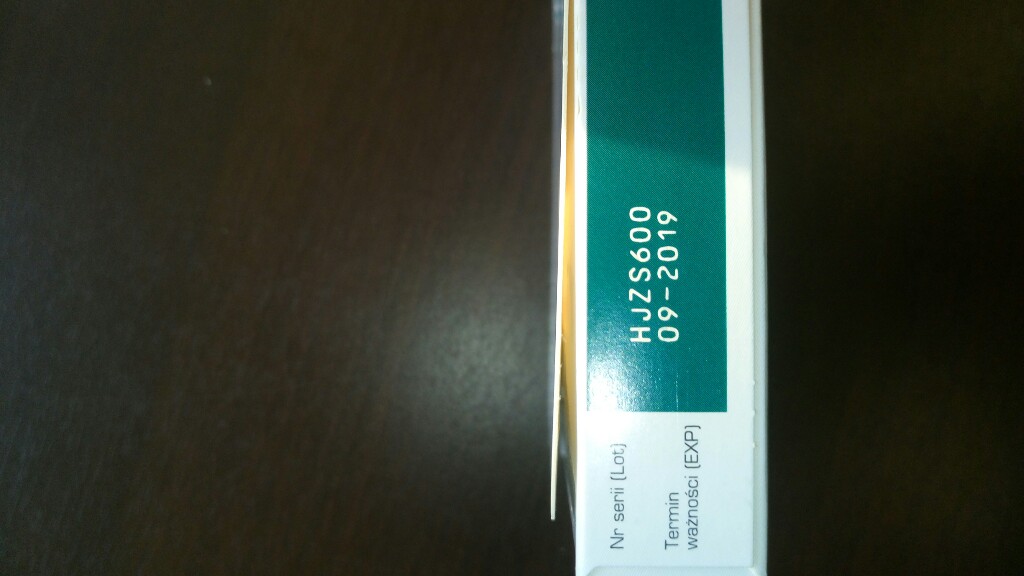 Nr serii (Lot)
HJZS600
Termin
ważności (EXP)
09-2019